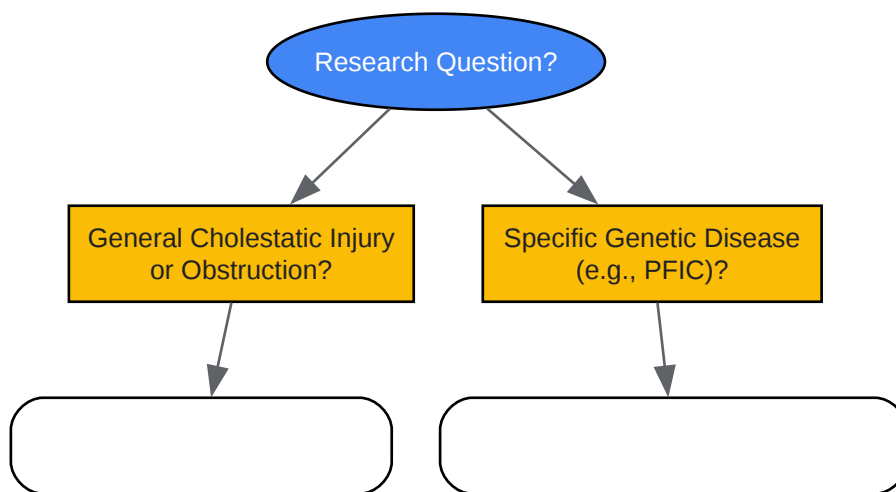 Research Question?
General Cholestatic Injury
or Obstruction?
Specific Genetic Disease
(e.g., PFIC)?